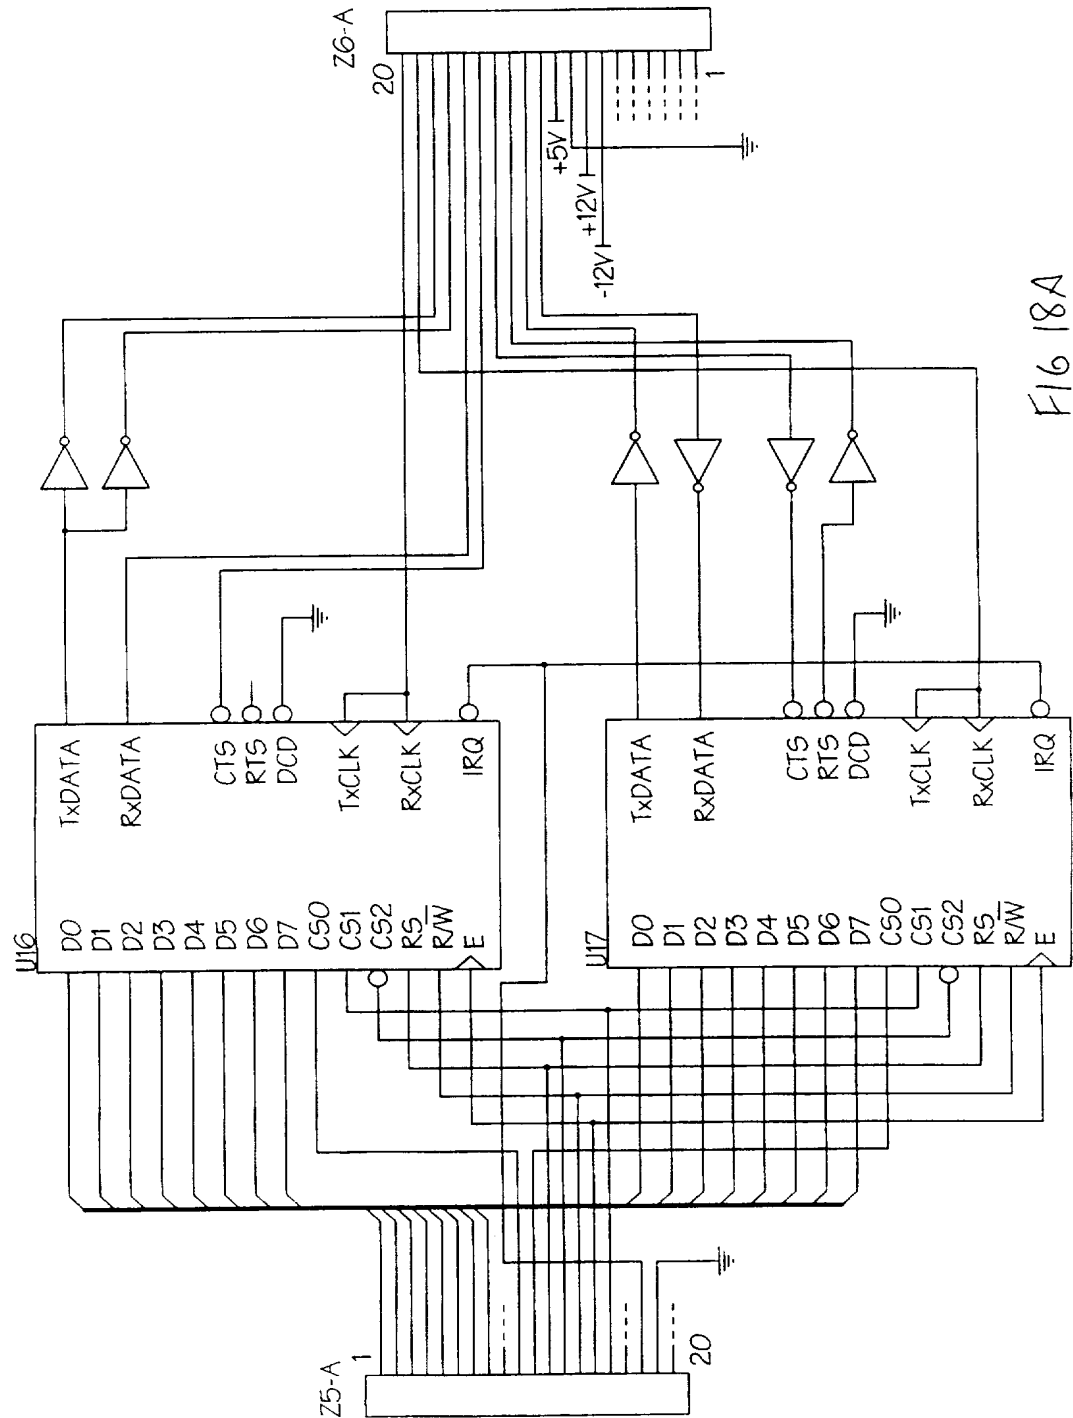 Z6-A
20
1
+5V
+12V
-12V
FIG 18A
U16
TxDATA
RxDATA
CTS
RTS
DCD
TxCLK
RxCLK
IRQ
D0
D1
D2
D3
D4
D5
D6
D7
CS0
CS1
CS2
RS
R/W̅
E
U17
TxDATA
RxDATA
CTS
RTS
DCD
TxCLK
RxCLK
IRQ
D0
D1
D2
D3
D4
D5
D6
D7
CS0
CS1
CS2
RS
R/W̅
E
Z5-A
1
20